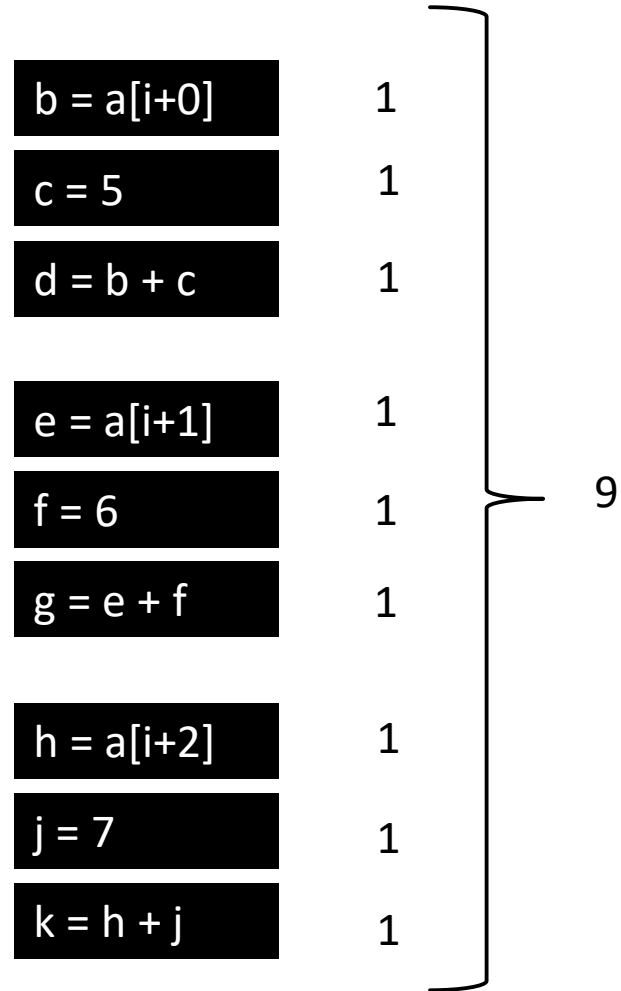 b = a[i+0] 1
c = 5 1
d = b + c 1
e = a[i+1] 1
f = 6 1
9
g = e + f 1
h = a[i+2] 1
j = 7 1
k = h + j 1